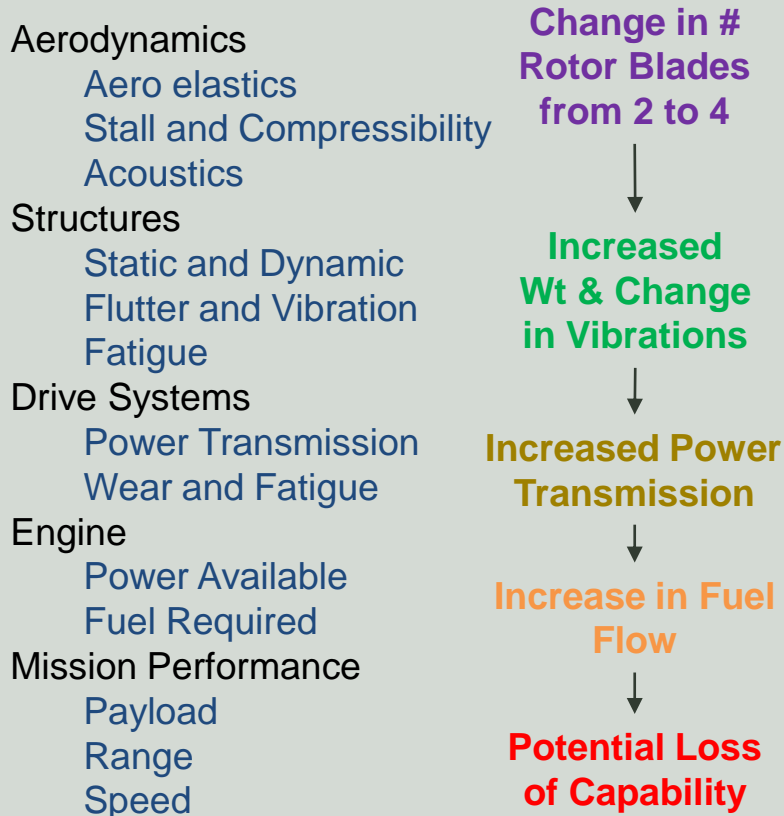 Aerodynamics
Aero elastics
Stall and Compressibility
Acoustics
Structures
Static and Dynamic
Flutter and Vibration
Fatigue
Drive Systems
Power Transmission
Wear and Fatigue
Engine
Power Available
Fuel Required
Mission Performance
Payload
Range
Speed
Change in #
Rotor Blades
from 2 to 4
Increased
Wt & Change
in Vibrations
Increased Power
Transmission
Increase in Fuel
Flow
Potential Loss
of Capability